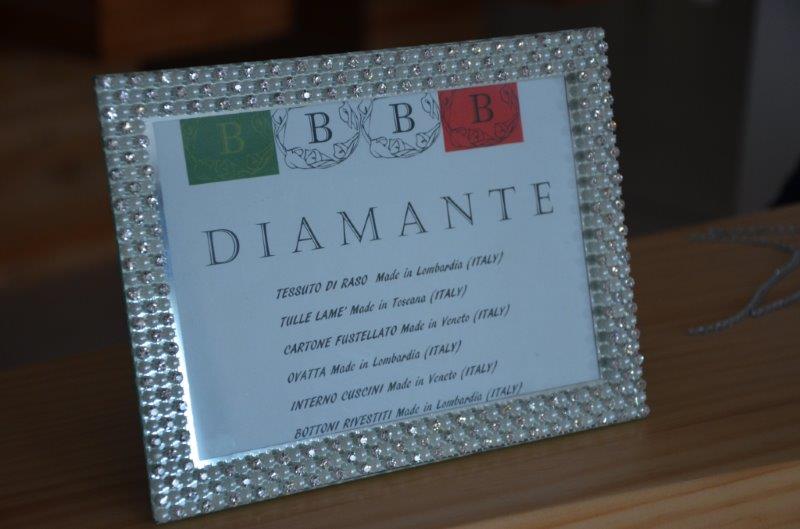 B B B B
DIAMANTE
TESSUTO DI RASO Made in Lombardia (ITALY)
TULLE LAME' Made in Toscana (ITALY)
CARTONE FUSTELLATO Made in Veneto (ITALY)
OVATTA Made in Lombardia (ITALY)
INTERNO CUSCINI Made in Veneto (ITALY)
BOTTONI RIVESTITI Made in Lombardia (ITALY)